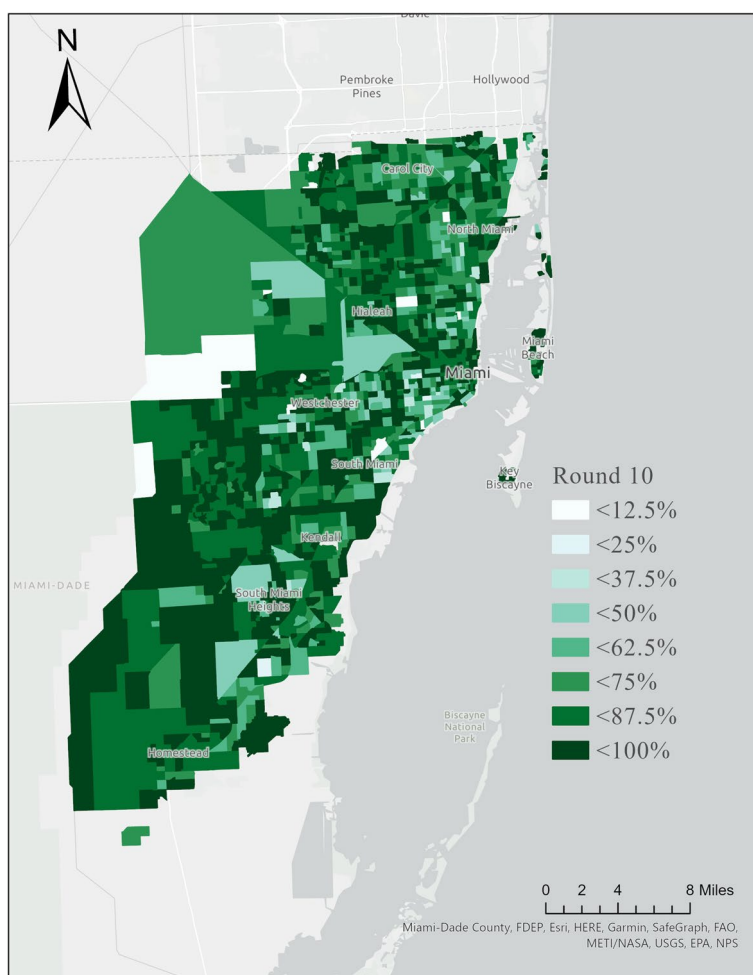 Davie
N
Pembroke
Pines
Hollywood
Carol City
North Miami
Hialeah
Miami
Beach
Miami
Westchester
South Miami
Key
Biscayne
Round 10
<12.5%
<25%
<37.5%
<50%
<62.5%
<75%
<87.5%
<100%
Kendall
MIAMI-DADE
South Miami
Heights
Biscayne
National
Park
Homestead
0 2 4 8 Miles
Miami-Dade County, FDEP, Esri, HERE, Garmin, SafeGraph, FAO,
METI/NASA, USGS, EPA, NPS